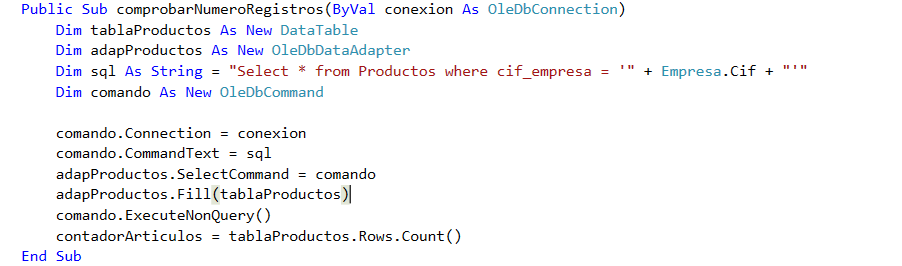 Public Sub comprobarNumeroRegistros(ByVal conexion As OleDbConnection)
Dim tablaProductos As New DataTable
Dim adapProductos As New OleDbDataAdapter
Dim sql As String = "Select * from Productos where cif_empresa = '" + Empresa.Cif + "'"
Dim comando As New OleDbCommand
comando.Connection = conexion
comando.CommandText = sql
adapProductos.SelectCommand = comando
adapProductos.Fill(tablaProductos)
comando.ExecuteNonQuery()
contadorArticulos = tablaProductos.Rows.Count()
End Sub